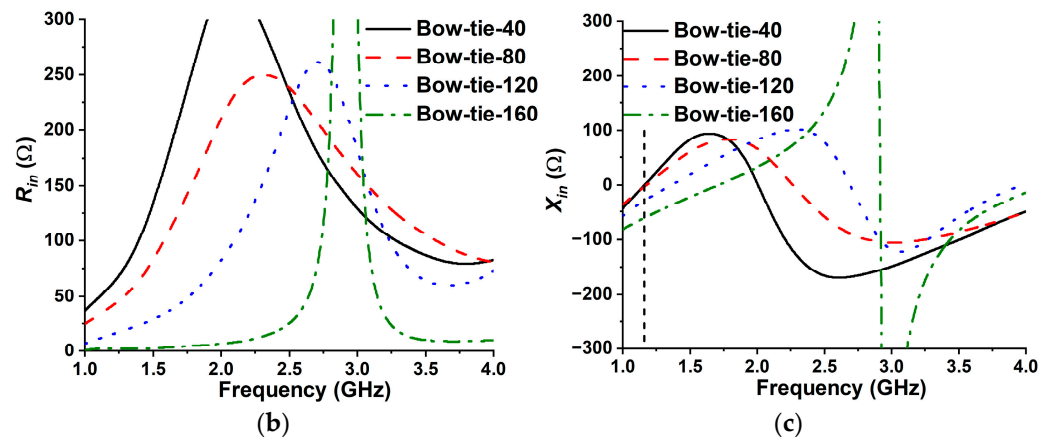 300
250
200
150
100
50
0
R_in (Ω)
Bow-tie-40
Bow-tie-80
Bow-tie-120
Bow-tie-160
1.0 1.5 2.0 2.5 3.0 3.5 4.0
Frequency (GHz)
(b)
300
200
100
0
−100
−200
−300
X_in (Ω)
Bow-tie-40
Bow-tie-80
Bow-tie-120
Bow-tie-160
1.0 1.5 2.0 2.5 3.0 3.5 4.0
Frequency (GHz)
(c)